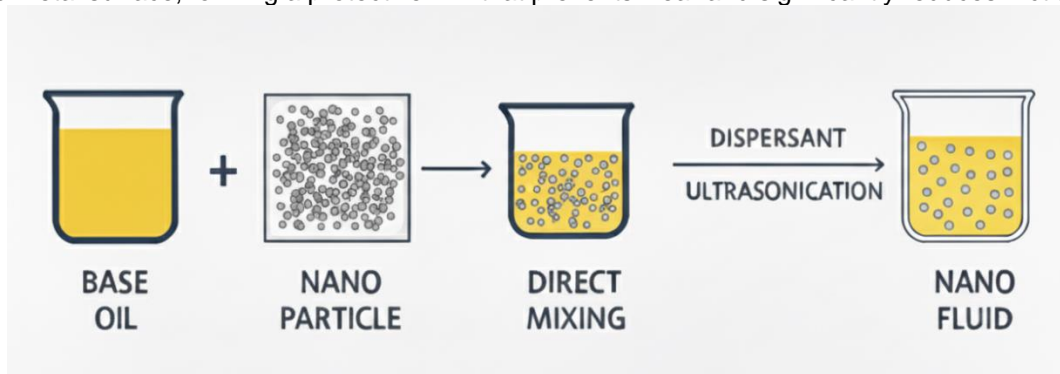 DISPERSANT
ULTRASONICATION
BASE
OIL
NANO
PARTICLE
DIRECT
MIXING
NANO
FLUID